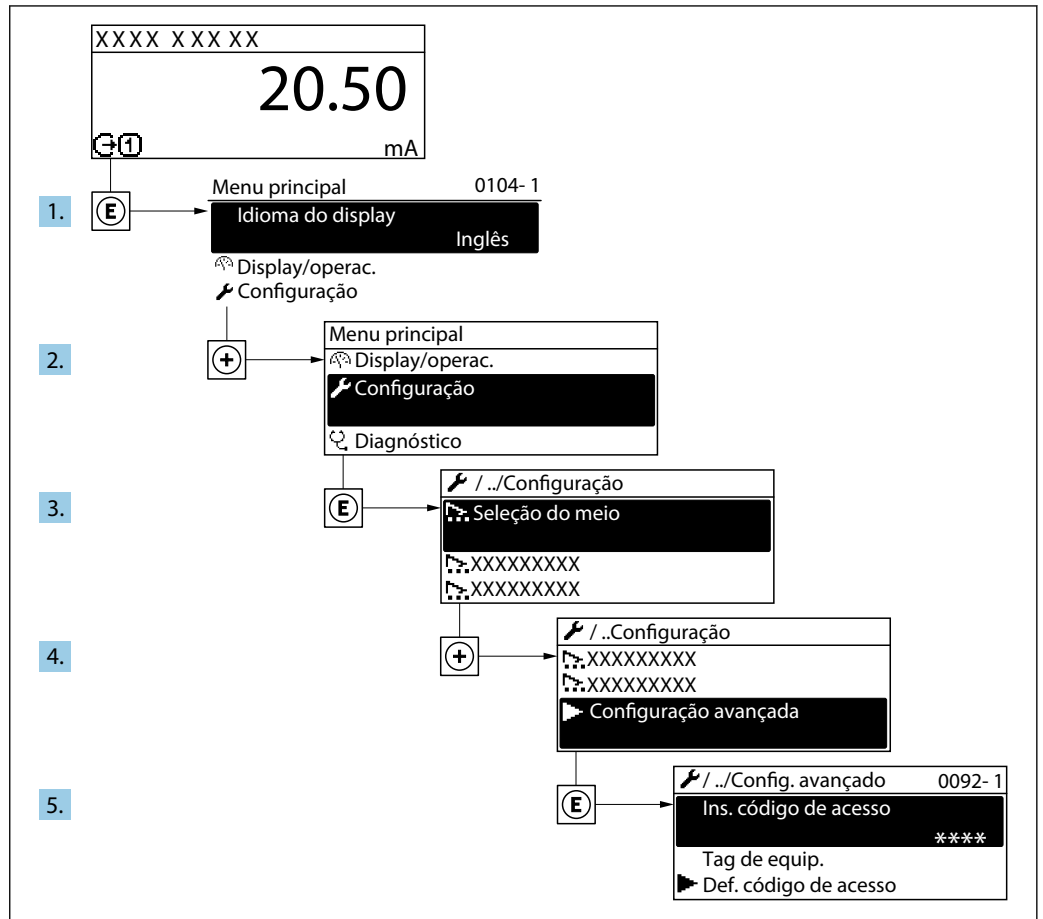 XXXX XXX XX
20.50
①
mA
1.
E
Menu principal 0104-1
Idioma do display
Inglês
Display/operac.
Configuração
2.
+
Menu principal
Display/operac.
Configuração
Diagnóstico
3.
E
/ ../Configuração
Seleção do meio
XXXXXXXXX
XXXXXXXXX
4.
+
/ ..Configuração
XXXXXXXXX
XXXXXXXXX
Configuração avançada
5.
E
/ ../Config. avançado 0092-1
Ins. código de acesso
****
Tag de equip.
Def. código de acesso